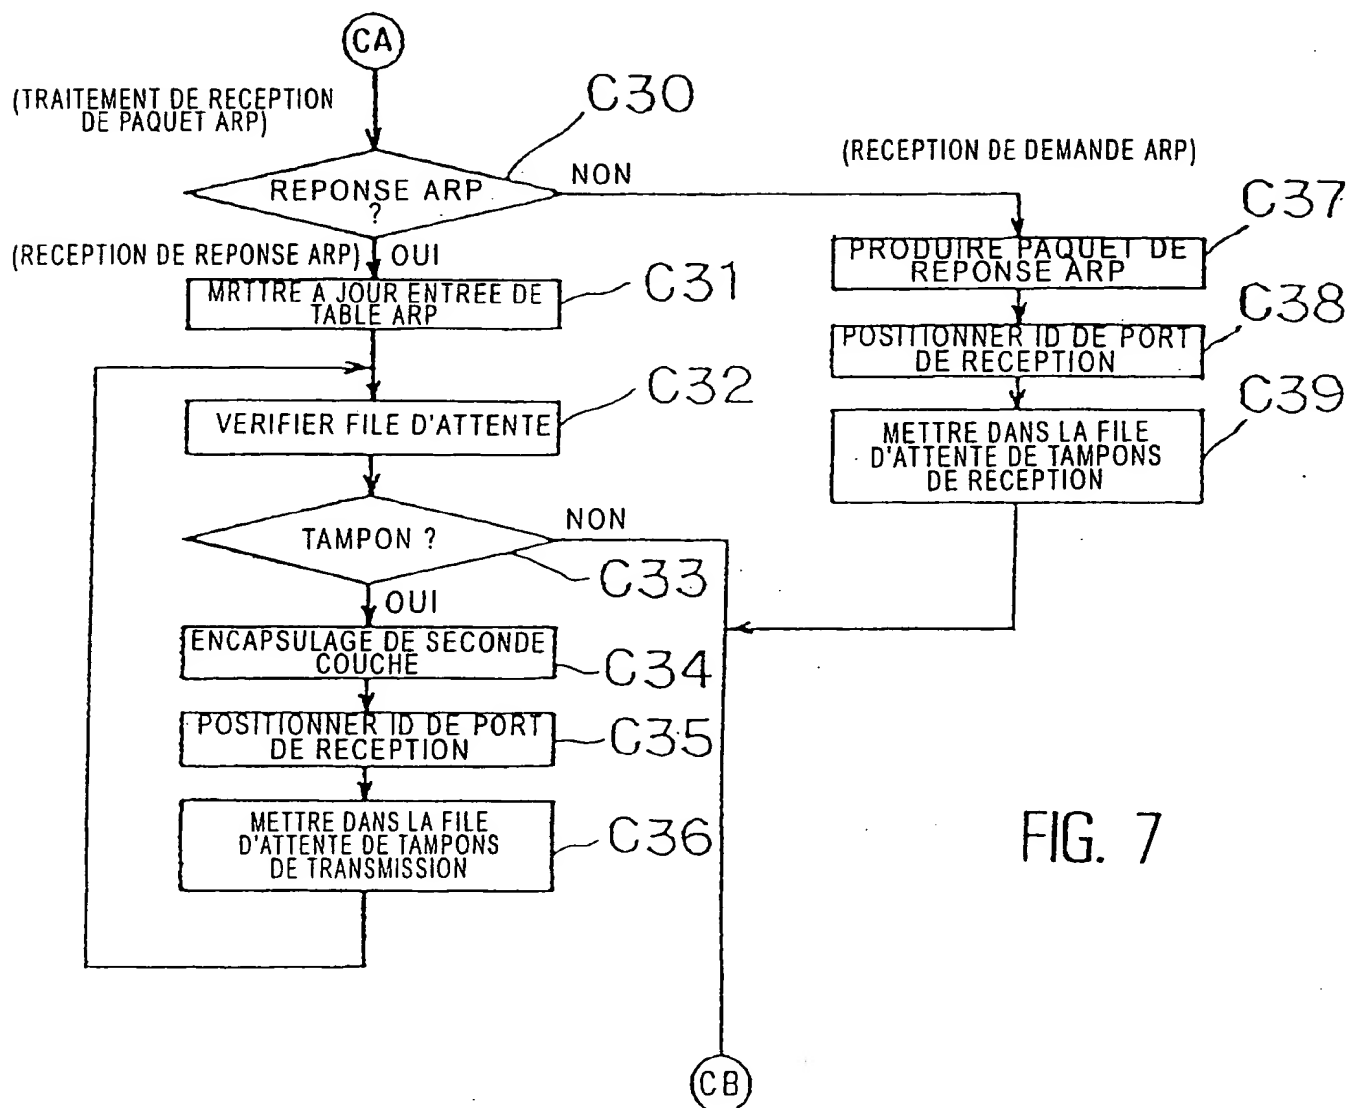 CA
(TRAITEMENT DE RECEPTION
DE PAQUET ARP)
C30
REPONSE ARP
?
NON
(RECEPTION DE DEMANDE ARP)
(RECEPTION DE REPONSE ARP)
OUI
C37
PRODUIRE PAQUET DE
REPONSE ARP
MRTTRE A JOUR ENTREE DE
TABLE ARP
C31
C38
POSITIONNER ID DE PORT
DE RECEPTION
C32
VERIFIER FILE D'ATTENTE
C39
METTRE DANS LA FILE
D'ATTENTE DE TAMPONS
DE RECEPTION
TAMPON ?
NON
C33
OUI
ENCAPSULAGE DE SECONDE
COUCHE
C34
POSITIONNER ID DE PORT
DE RECEPTION
C35
METTRE DANS LA FILE
D'ATTENTE DE TAMPONS
DE TRANSMISSION
C36
FIG. 7
CB